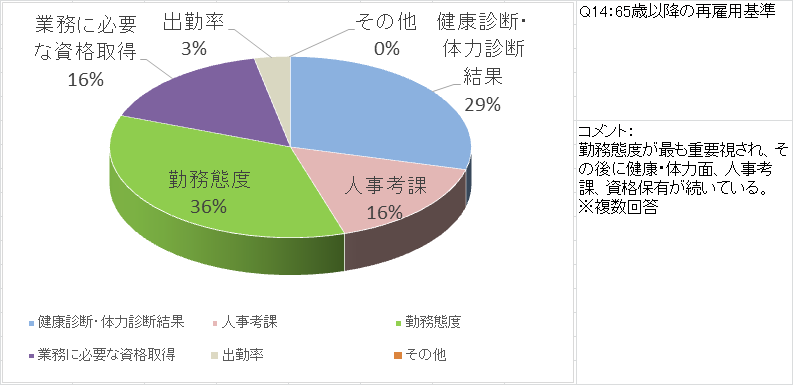 業務に必要
な資格取得
16%
出勤率
3%
その他
0%
健康診断・
体力診断
結果
29%
勤務態度
36%
人事考課
16%
健康診断・体力診断結果
人事考課
勤務態度
業務に必要な資格取得
出勤率
その他
Q14:65歳以降の再雇用基準
コメント:
勤務態度が最も重要視され、そ
の後に健康・体力面、人事考
課、資格保有が続いている。
※複数回答